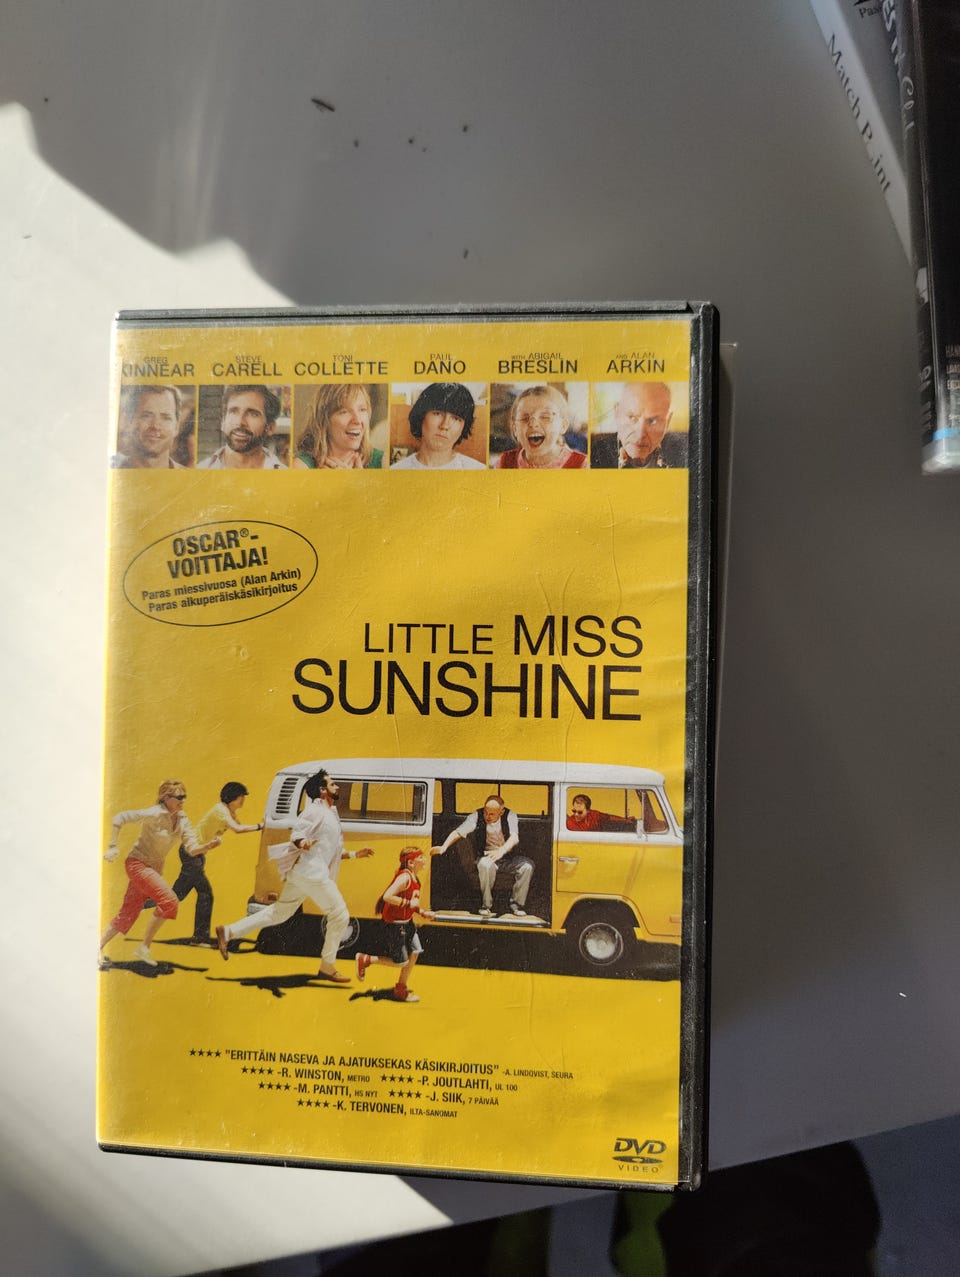 Match Point
GREG KINNEAR
STEVE CARELL
TONI COLLETTE
PAUL DANO
WITH ABIGAIL BRESLIN
AND ALAN ARKIN
OSCAR®-
VOITTAJA!
Paras miessivuosa (Alan Arkin)
Paras alkuperäiskäsikirjoitus
LITTLE MISS
SUNSHINE
★★★★ "ERITTÄIN NASEVA JA AJATUKSEKAS KÄSIKIRJOITUS" -A. LINDQVIST, SEURA
★★★★ -R. WINSTON, METRO ★★★★ -P. JOUTLAHTI, UL 100
★★★★ -M. PANTTI, HS NYT ★★★★ -J. SIIK, 7 PÄIVÄÄ
★★★★ -K. TERVONEN, ILTA-SANOMAT
DVD
VIDEO